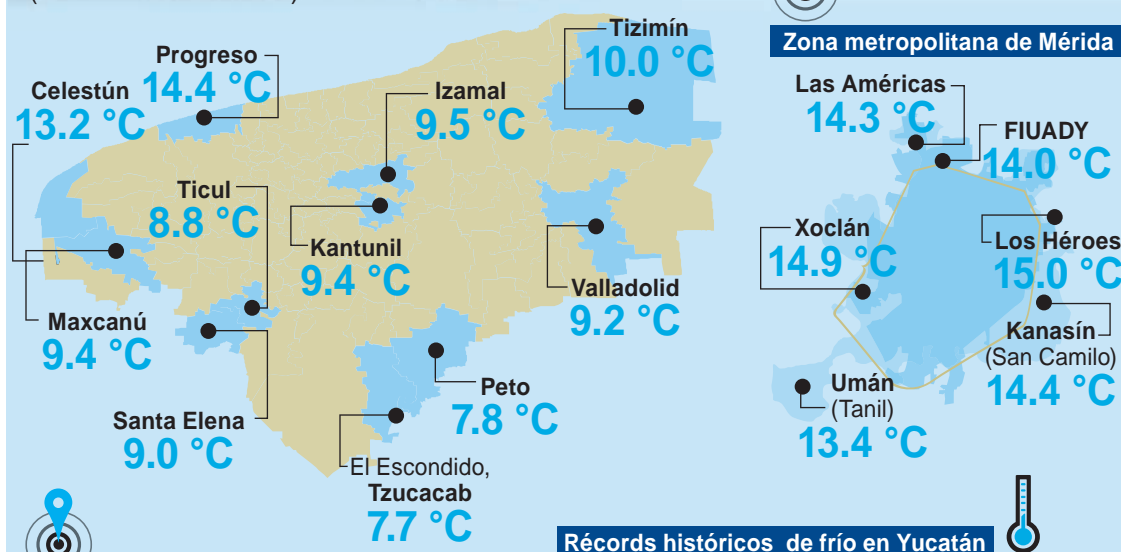 Progreso
14.4 °C
Celestún
13.2 °C
Izamal
9.5 °C
Tizimín
10.0 °C
Ticul
8.8 °C
Kantunil
9.4 °C
Valladolid
9.2 °C
Maxcanú
9.4 °C
Santa Elena
9.0 °C
Peto
7.8 °C
El Escondido,
Tzucacab
7.7 °C
Zona metropolitana de Mérida
Las Américas
14.3 °C
FIUADY
14.0 °C
Xoclán
14.9 °C
Los Héroes
15.0 °C
Kanasín
(San Camilo)
14.4 °C
Umán
(Tanil)
13.4 °C
Récords históricos de frío en Yucatán